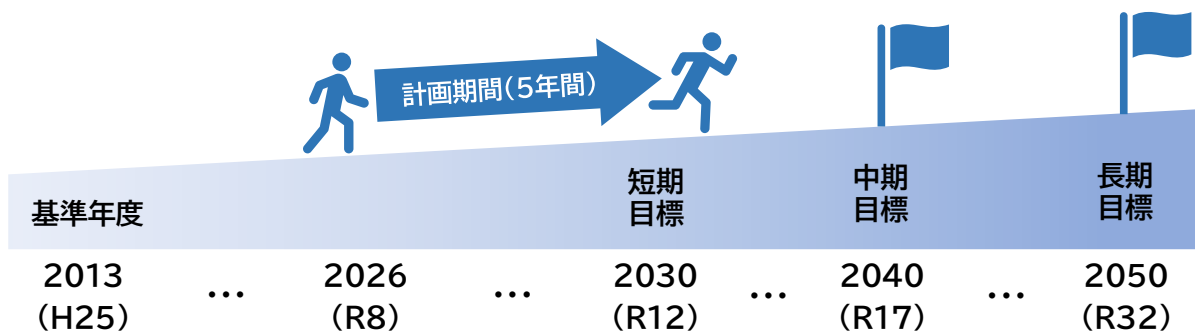 計画期間(5年間)
短期
目標
中期
目標
長期
目標
基準年度
2013
(H25)
…
2026
(R8)
…
2030
(R12)
…
2040
(R17)
…
2050
(R32)